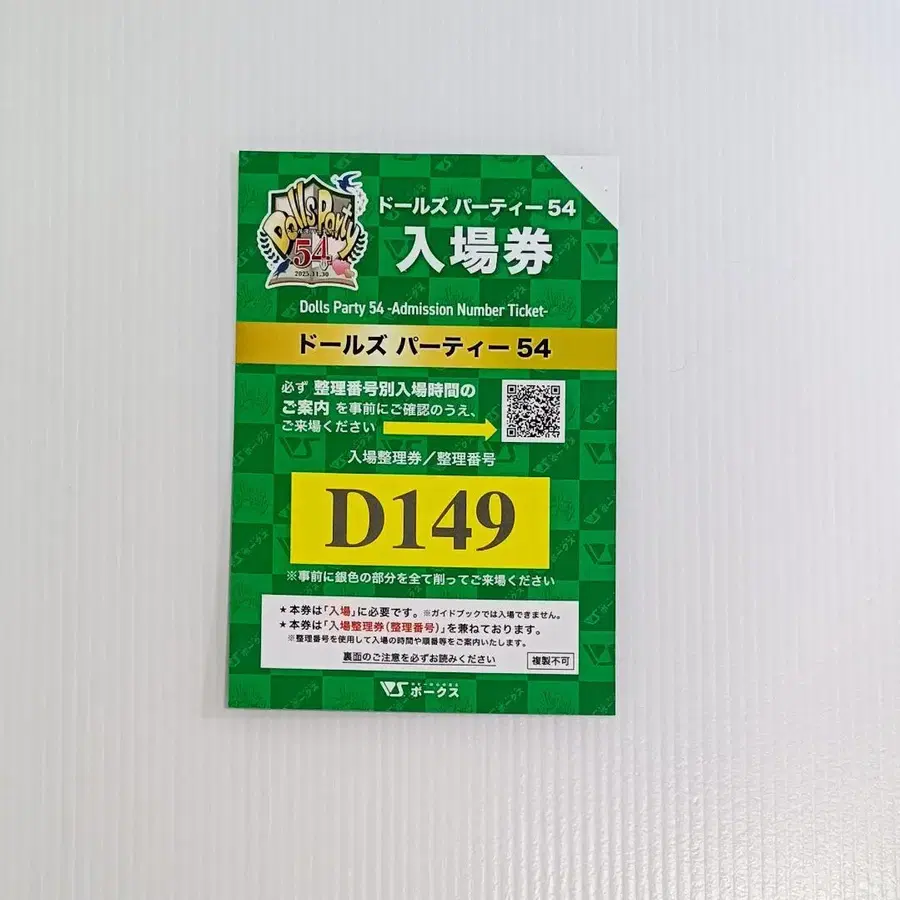 Dolls Party
54
2025.11.30
ドールズ パーティー 54
入場券
Dolls Party 54 -Admission Number Ticket-
ドールズ パーティー 54
必ず 整理番号別入場時間の
ご案内 を事前にご確認のうえ、
ご来場ください
入場整理券／整理番号
D149
※事前に銀色の部分を全て削ってご来場ください
★本券は「入場」に必要です。※ガイドブックでは入場できません。
★本券は「入場整理券（整理番号）」を兼ねております。
※整理番号を使用して入場の時間や順番等をご案内いたします。
裏面のご注意を必ずお読みください
複製不可
VS ボークス